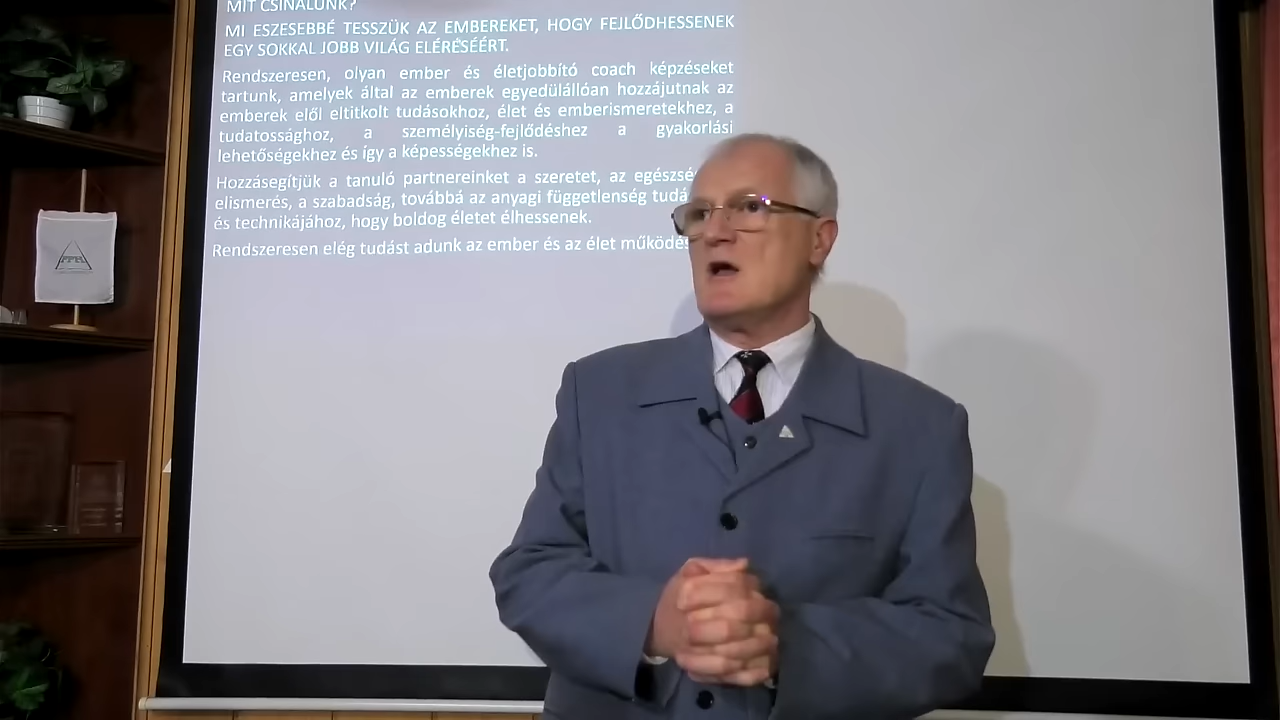 MIT CSINÁLUNK?
MI ESZESEBBÉ TESSZÜK AZ EMBEREKET, HOGY FEJLŐDHESSENEK
EGY SOKKAL JOBB VILÁG ELÉRÉSÉÉRT.
Rendszeresen, olyan ember és életjobbító coach képzéseket
tartunk, amelyek által az emberek egyedülállóan hozzájutnak az
emberek elől eltitkolt tudásokhoz, élet és emberismeretekhez, a
tudatossághoz, a személyiség-fejlődéshez a gyakorlási
lehetőségekhez és így a képességekhez is.
Hozzásegítjük a tanuló partnereinket a szeretet, az
elismerés, a szabadság, továbbá az anyagi függetlenség
és technikájához, hogy boldog életet élhessenek.
Rendszeresen elég tudást adunk az ember és az élet